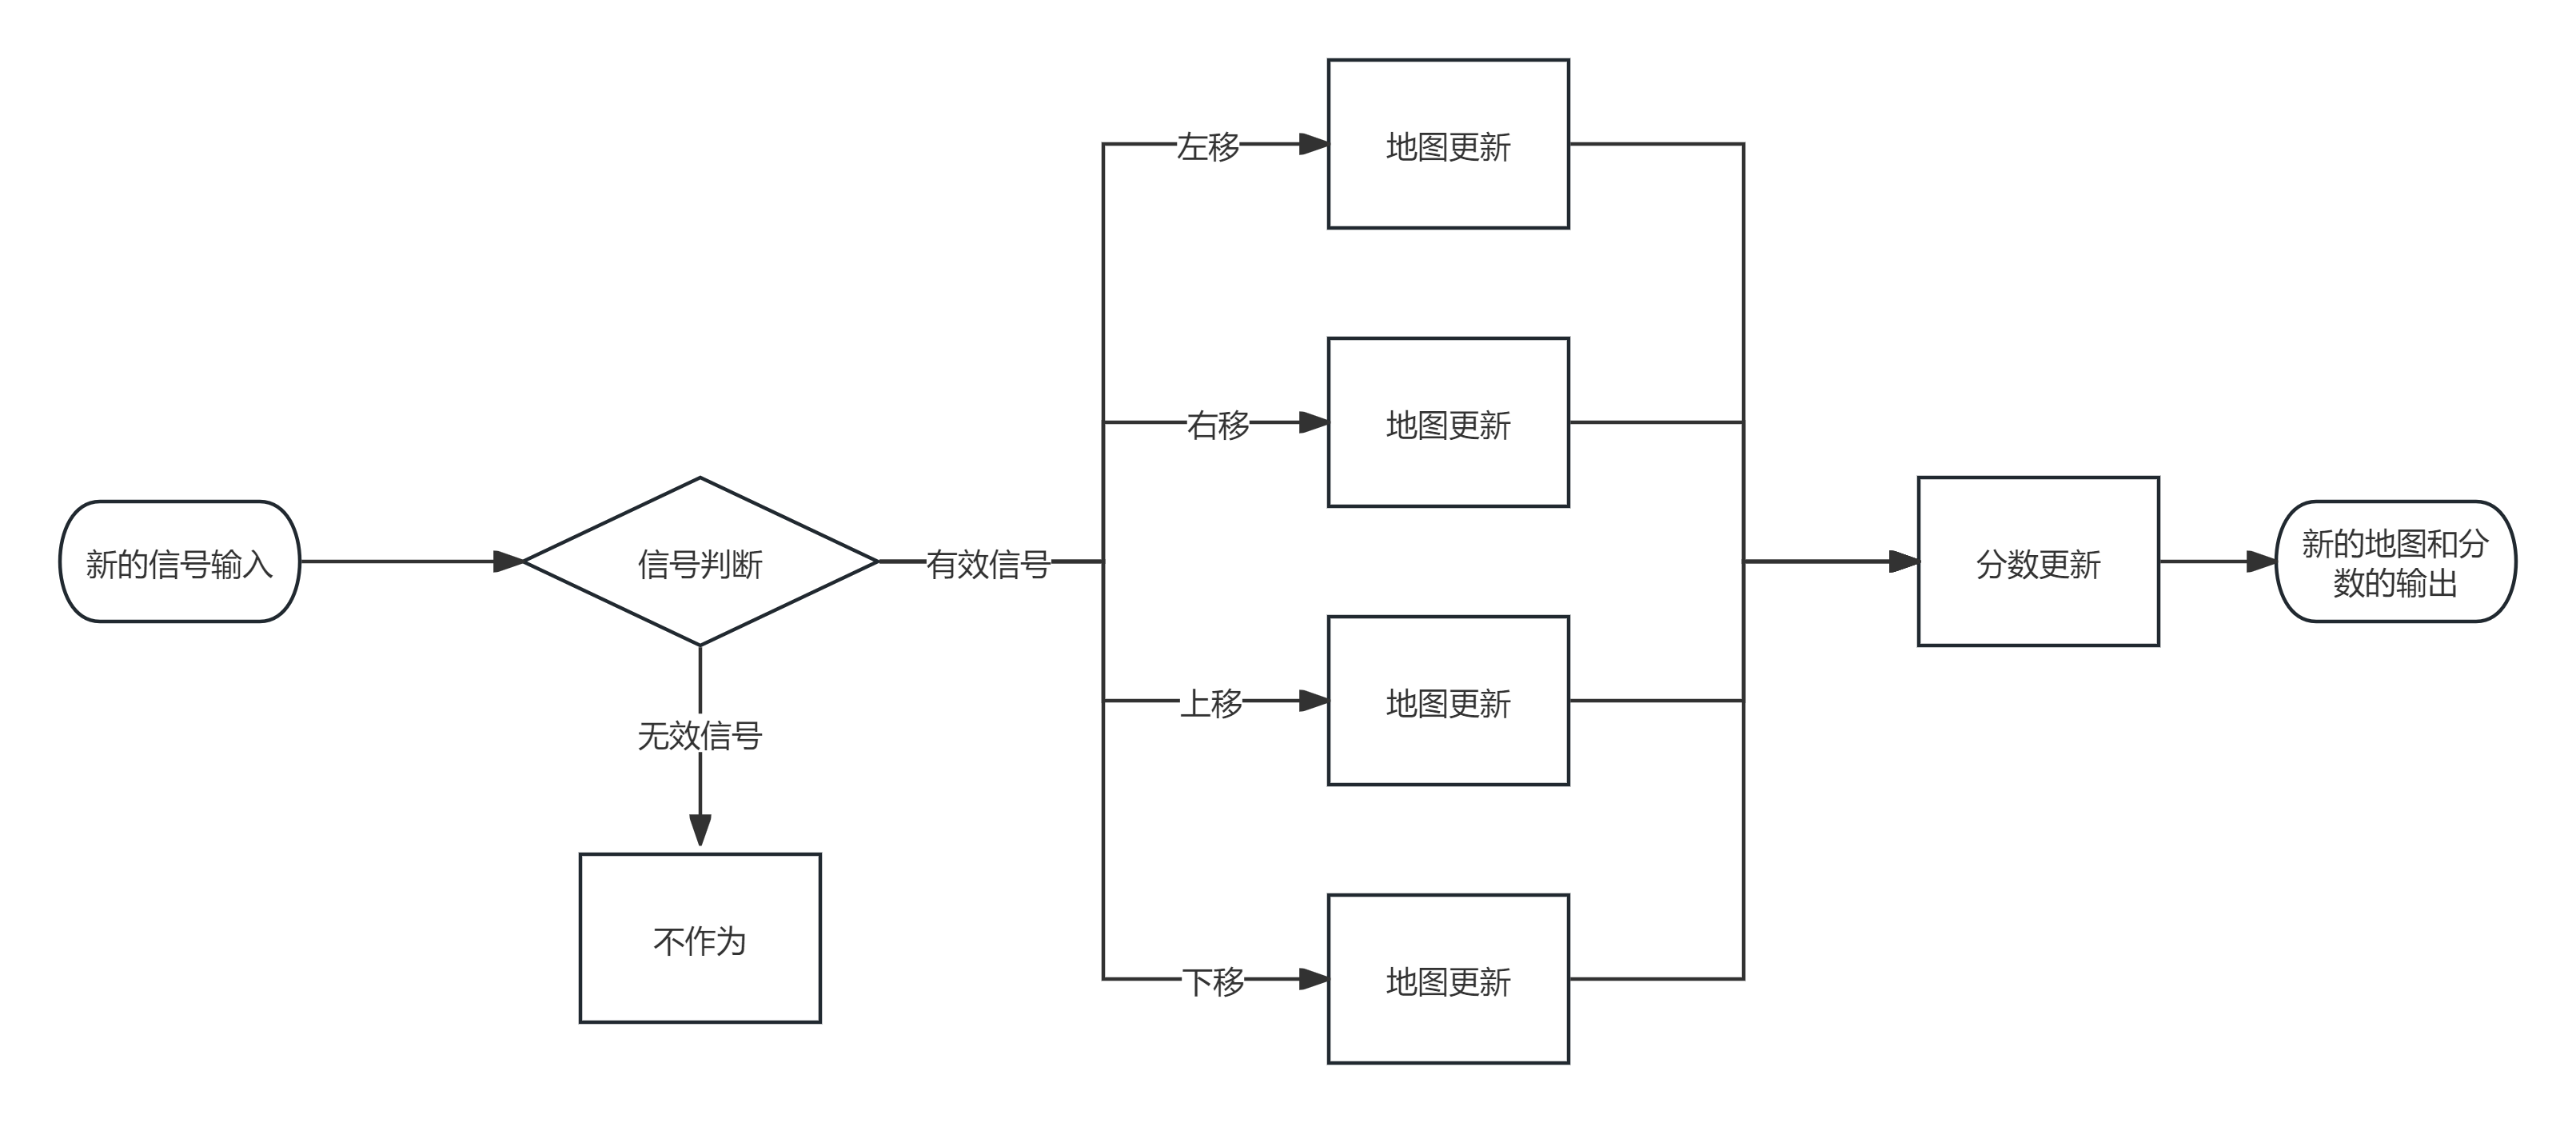 新的信号输入
信号判断
有效信号
无效信号
不作为
左移
地图更新
右移
地图更新
上移
地图更新
下移
地图更新
分数更新
新的地图和分
数的输出